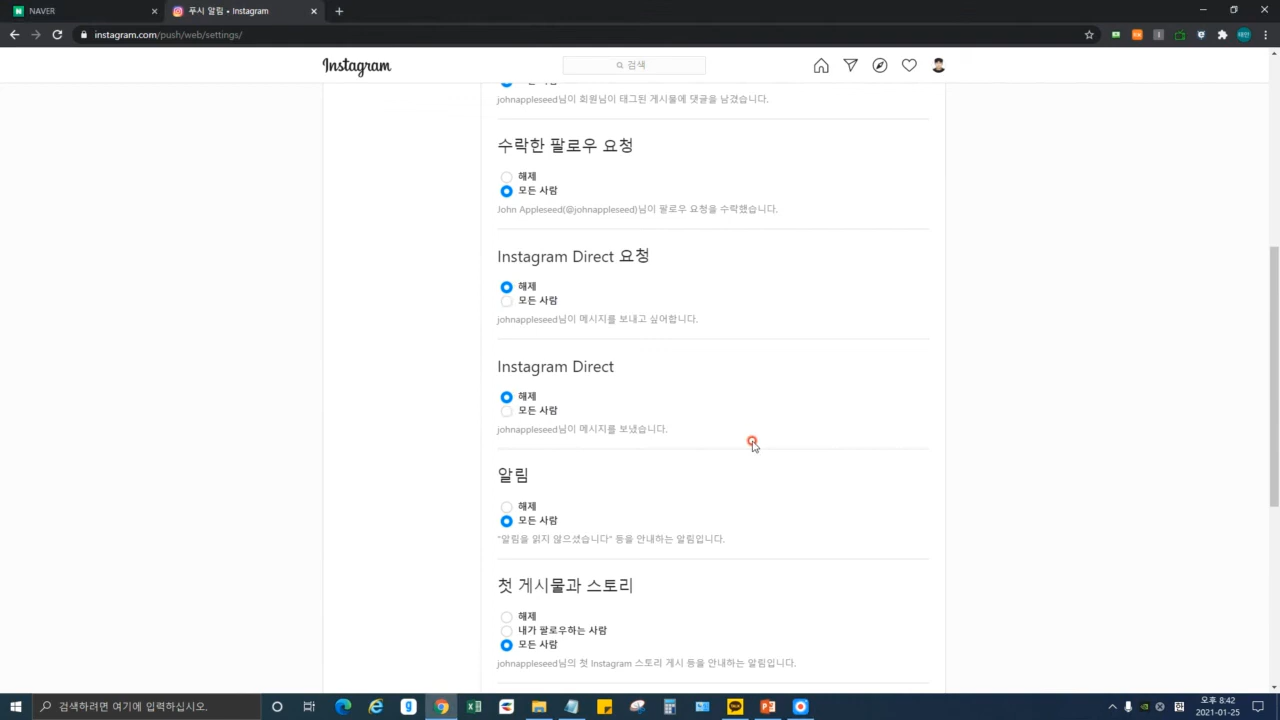 NAVER
푸시 알림 • Instagram
instagram.com/push/web/settings/
Instagram
검색
johnappleseed님이 회원님이 태그된 게시물에 댓글을 남겼습니다.
수락한 팔로우 요청
해제
모든 사람
John Appleseed(@johnappleseed)님이 팔로우 요청을 수락했습니다.
Instagram Direct 요청
해제
모든 사람
johnappleseed님이 메시지를 보내고 싶어합니다.
Instagram Direct
해제
모든 사람
johnappleseed님이 메시지를 보냈습니다.
알림
해제
모든 사람
"알림을 읽지 않으셨습니다" 등을 안내하는 알림입니다.
첫 게시물과 스토리
해제
내가 팔로우하는 사람
모든 사람
johnappleseed님의 첫 Instagram 스토리 게시 등을 안내하는 알림입니다.
검색하려면 여기에 입력하십시오.
오후 8:42
2021-01-25